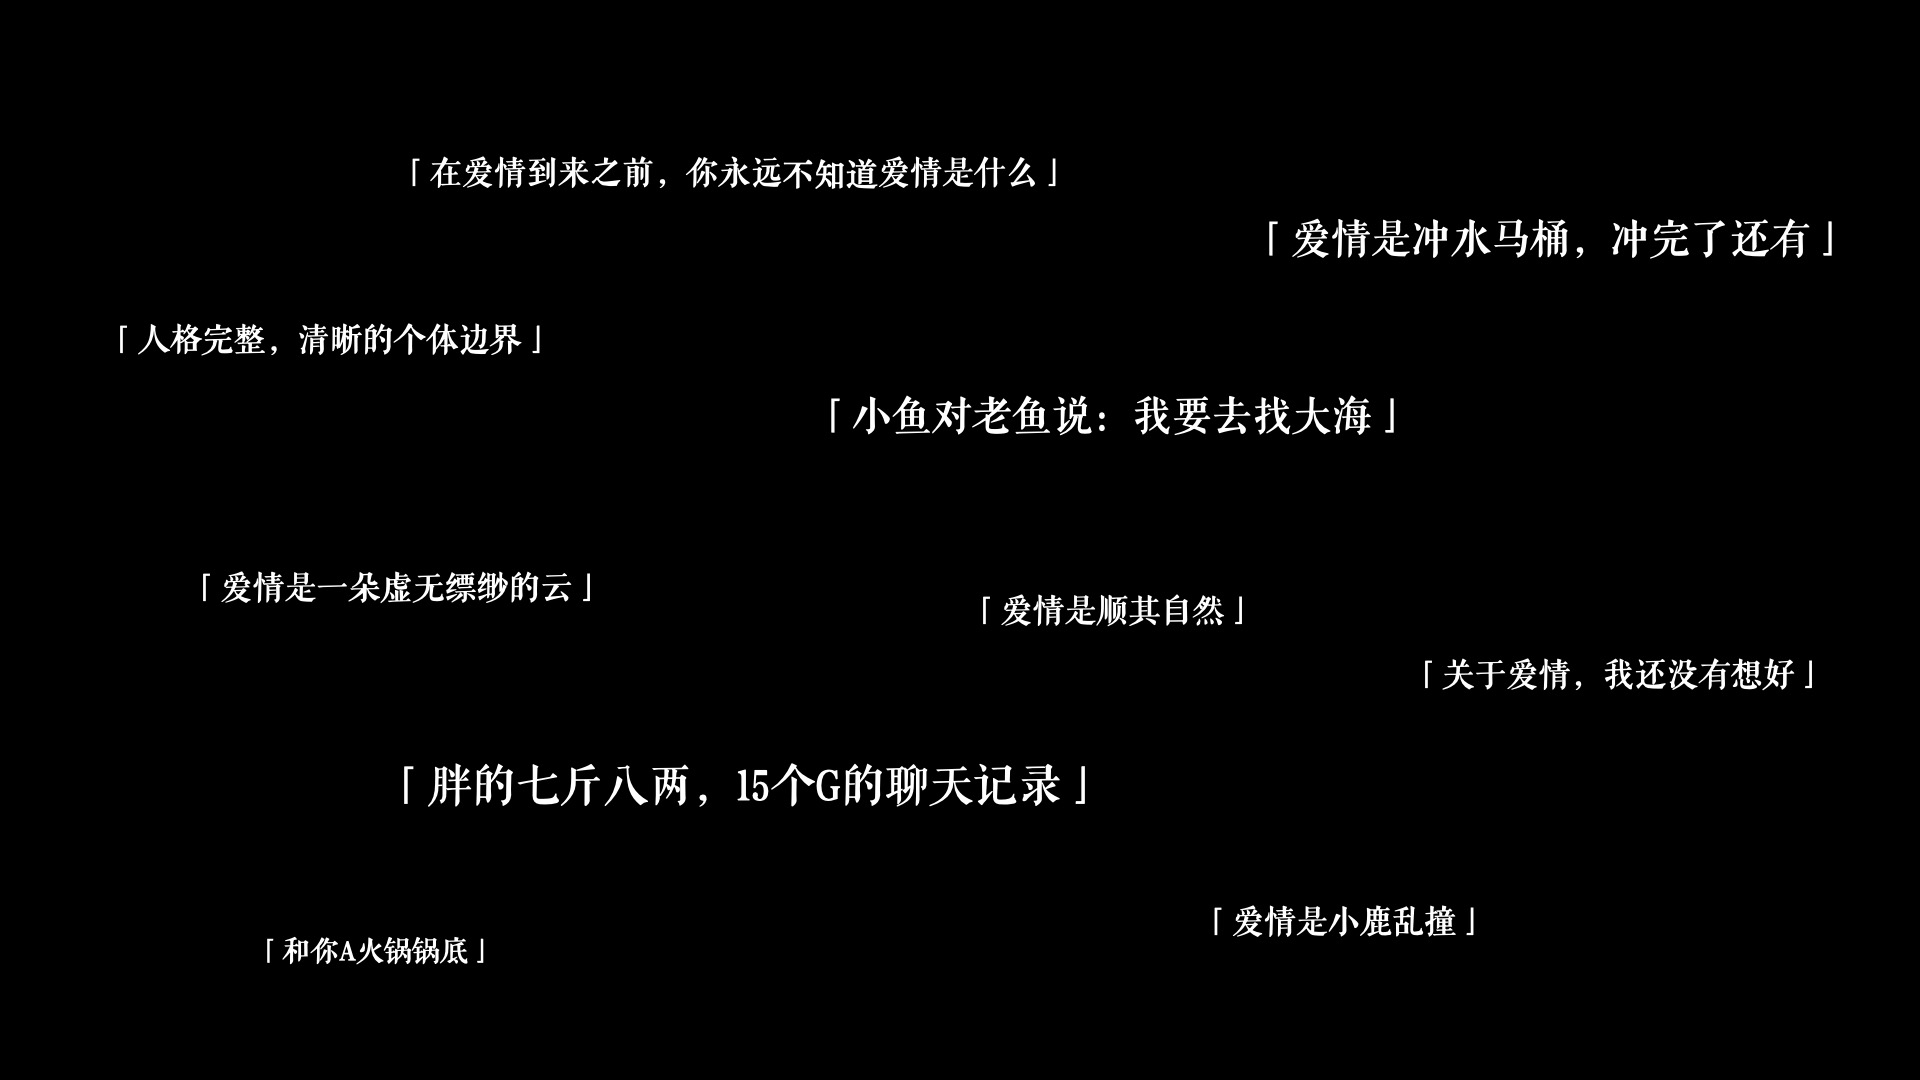 「在爱情到来之前，你永远不知道爱情是什么」
「爱情是冲水马桶，冲完了还有」
「人格完整，清晰的个体边界」
「小鱼对老鱼说：我要去找大海」
「爱情是一朵虚无缥缈的云」
「爱情是顺其自然」
「关于爱情，我还没有想好」
「胖的七斤八两，15个G的聊天记录」
「爱情是小鹿乱撞」
「和你A火锅锅底」